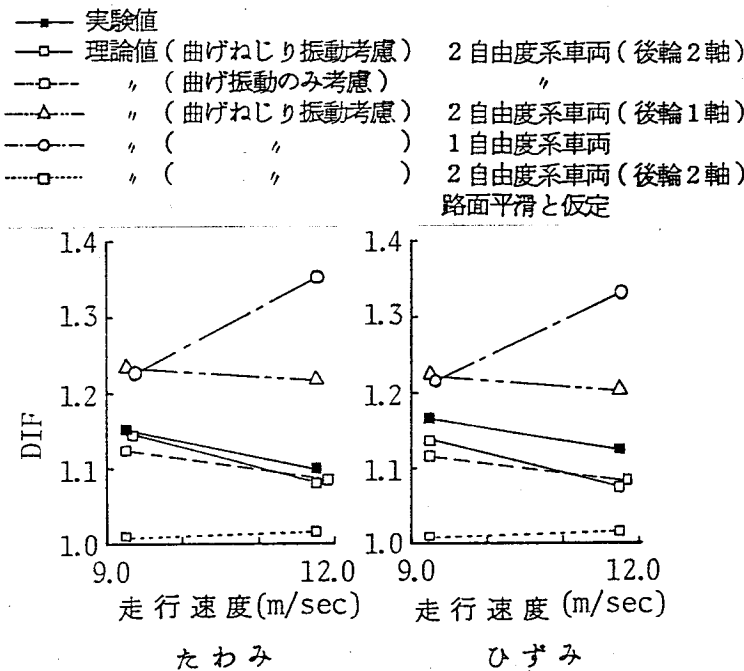 実験値
理論値(曲げねじり振動考慮) 2自由度系車両(後輪2軸)
〃 (曲げ振動のみ考慮) 〃
〃 (曲げねじり振動考慮) 2自由度系車両(後輪1軸)
〃 ( 〃 ) 1自由度系車両
〃 ( 〃 ) 2自由度系車両(後輪2軸)
路面平滑と仮定
1.4 1.4
1.3 1.3
1.2 1.2
DIF
1.1 1.1
1.0 1.0
9.0 12.0 9.0 12.0
走行速度(m/sec) 走行速度(m/sec)
たわみ ひずみ